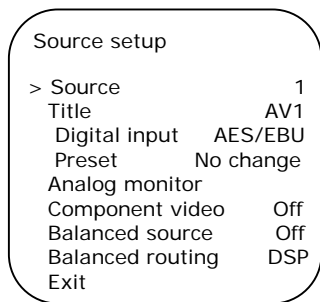 Source setup
> Source 1
Title AV1
Digital input AES/EBU
Preset No change
Analog monitor
Component video Off
Balanced source Off
Balanced routing DSP
Exit